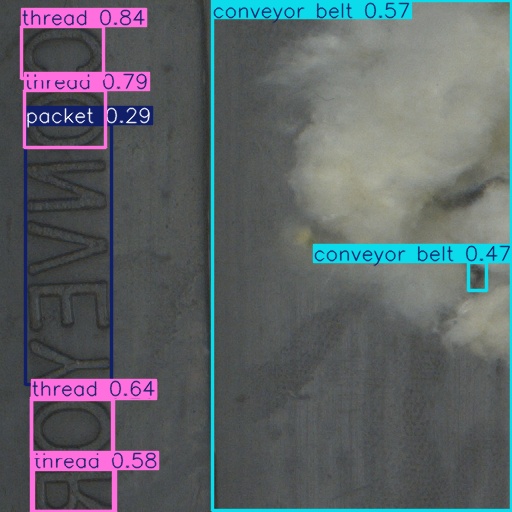 thread 0.84
thread 0.79
packet 0.29
CONVEYOR
thread 0.64
thread 0.58
conveyor belt 0.57
conveyor belt 0.47